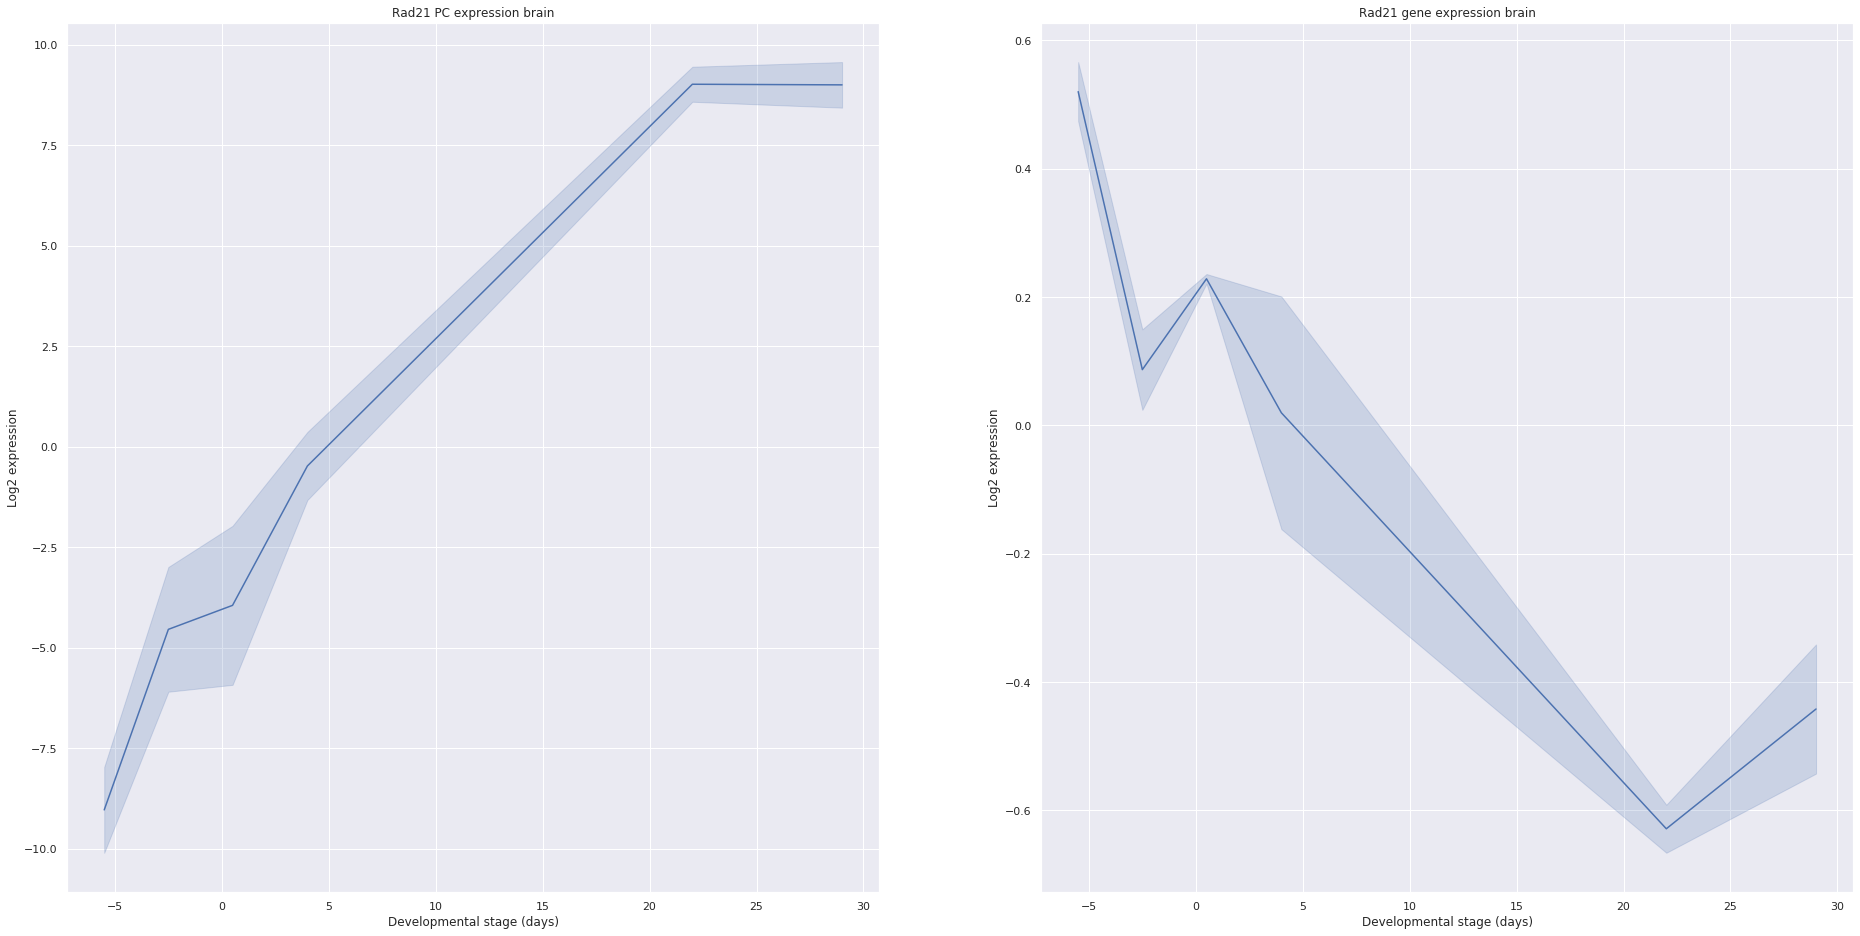 Rad21 PC expression brain
10.0
7.5
5.0
2.5
0.0
−2.5
−5.0
−7.5
−10.0
Log2 expression
−5 0 5 10 15 20 25 30
Developmental stage (days)
Rad21 gene expression brain
0.6
0.4
0.2
0.0
−0.2
−0.4
−0.6
Log2 expression
−5 0 5 10 15 20 25 30
Developmental stage (days)